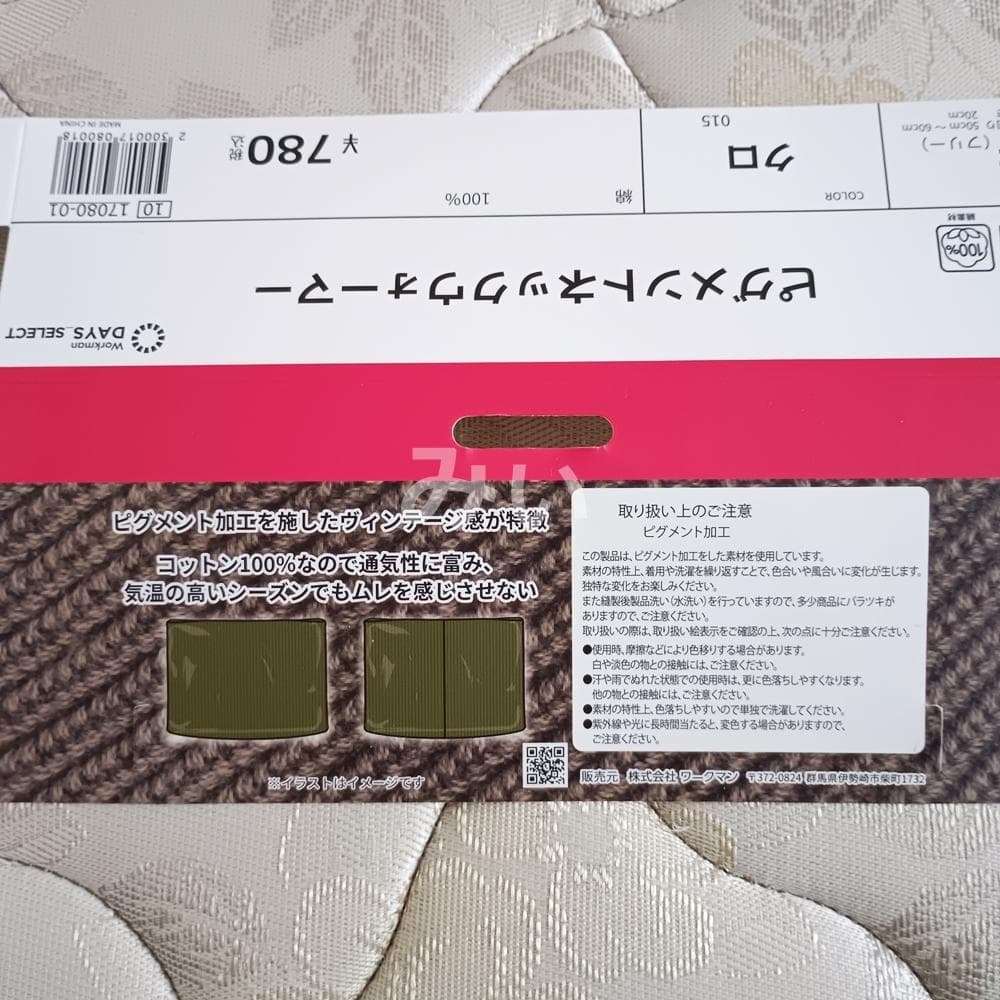 Workman
DAYS_SELECT
ピグメントネックウォーマー
100%
綿素材
10 17080-01
2 300017 080018
MADE IN CHINA
綿 100%
¥780税込
COLOR
クロ
015
(フリー)
50cm～60cm
20cm
みぃ
ピグメント加工を施したヴィンテージ感が特徴
コットン100%なので通気性に富み、
気温の高いシーズンでもムレを感じさせない
※イラストはイメージです
取り扱い上のご注意
ピグメント加工
この製品は、ピグメント加工をした素材を使用しています。
素材の特性上、着用や洗濯を繰り返すことで、色合いや風合いに変化が生じます。
独特な変化をお楽しみください。
また縫製後製品洗い(水洗い)を行っていますので、多少商品にバラツキが
ありますので、ご注意ください。
取り扱いの際は、取り扱い絵表示をご確認の上、次の点に十分ご注意ください。
●使用時、摩擦などにより色移りする場合があります。
白や淡色の物との接触には、ご注意ください。
●汗や雨でぬれた状態での使用時は、更に色落ちしやすくなります。
他の物との接触には、ご注意ください。
●素材の特性上、色落ちしやすいので単独で洗濯してください。
●紫外線や光に長時間当たると、変色する場合がありますので、
ご注意ください。
販売元 株式会社 ワークマン 〒372-0824 群馬県伊勢崎市柴町1732